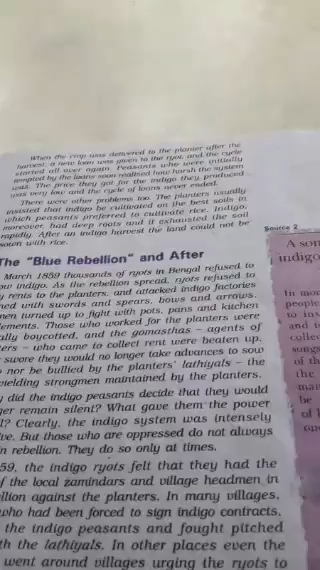 When the crop was delivered to the planter after the
harvest, a new loan was given to the ryot, and the cycle
started all over again. Peasants who were initially
tempted by the loans soon realised how harsh the system
was. The price they got for the indigo they produced
was very low and the cycle of loans never ended.
There were other problems too. The planters usually
insisted that indigo be cultivated on the best soils in
which peasants preferred to cultivate rice. Indigo,
moreover, had deep roots and it exhausted the soil
rapidly. After an indigo harvest the land could not be
sown with rice.
The "Blue Rebellion" and After
March 1859 thousands of ryots in Bengal refused to
ow indigo. As the rebellion spread, ryots refused to
y rents to the planters, and attacked indigo factories
ned with swords and spears, bows and arrows.
men turned up to fight with pots, pans and kitchen
lements. Those who worked for the planters were
ally boycotted, and the gomasthas – agents of
ters – who came to collect rent were beaten up.
swore they would no longer take advances to sow
nor be bullied by the planters' lathiyals – the
wielding strongmen maintained by the planters.
y did the indigo peasants decide that they would
ger remain silent? What gave them the power
l? Clearly, the indigo system was intensely
ive. But those who are oppressed do not always
n rebellion. They do so only at times.
59, the indigo ryots felt that they had the
f the local zamindars and village headmen in
llion against the planters. In many villages,
who had been forced to sign indigo contracts,
the indigo peasants and fought pitched
th the lathiyals. In other places even the
went around villages urging the ryots to
Source 2
A son
indigo
In mo
people
to
and
collec
songs
of th
the
may
be
of